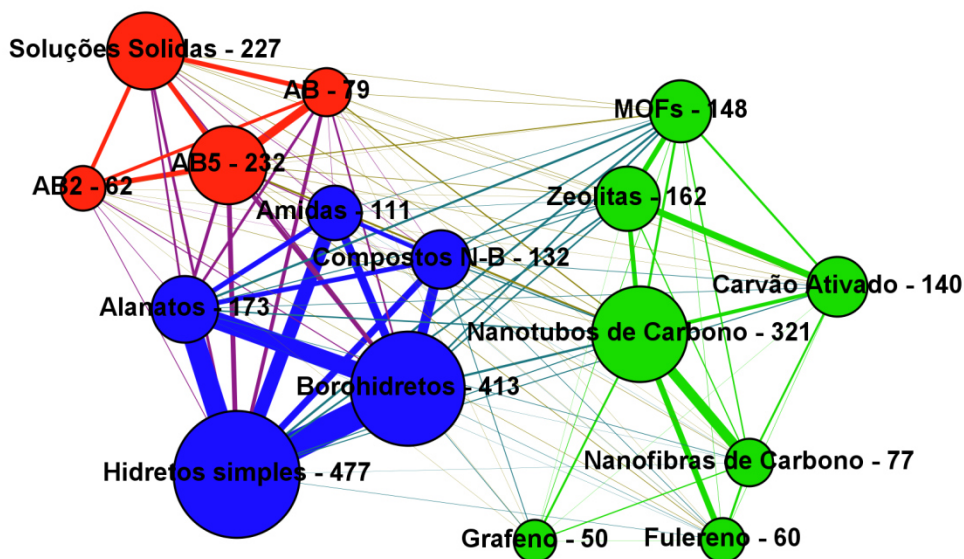 Soluções Solidas - 227
AB - 79
MOFs - 148
AB5 - 232
AB2 - 62
Zeolitas - 162
Amidas - 111
Compostos N-B - 132
Carvão Ativado - 140
Alanatos - 173
Nanotubos de Carbono - 321
Borohidretos - 413
Nanofibras de Carbono - 77
Hidretos simples - 477
Grafeno - 50
Fulereno - 60